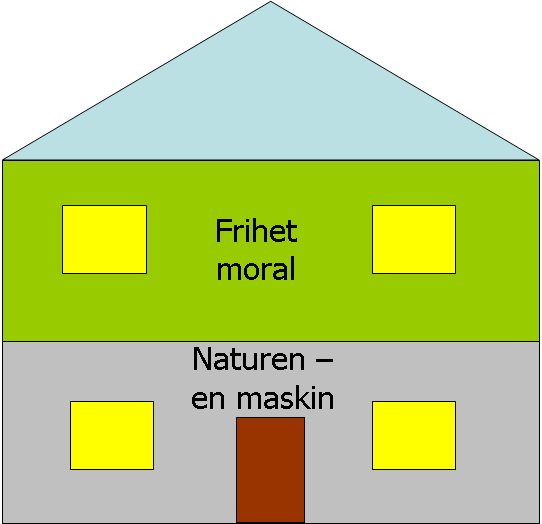 Frihet
moral
Naturen –
en maskin